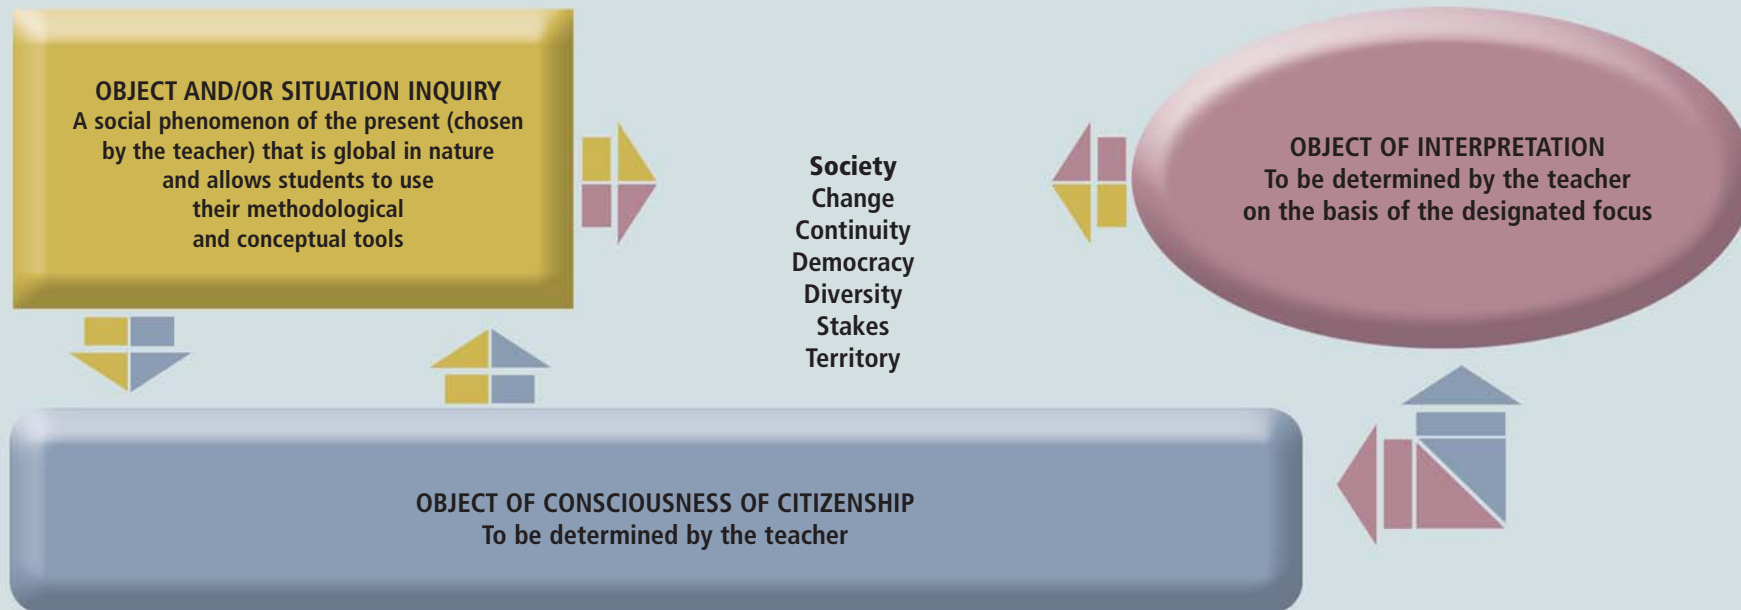 OBJECT AND/OR SITUATION INQUIRY
A social phenomenon of the present (chosen
by the teacher) that is global in nature
and allows students to use
their methodological
and conceptual tools
Society
Change
Continuity
Democracy
Diversity
Stakes
Territory
OBJECT OF INTERPRETATION
To be determined by the teacher
on the basis of the designated focus
OBJECT OF CONSCIOUSNESS OF CITIZENSHIP
To be determined by the teacher